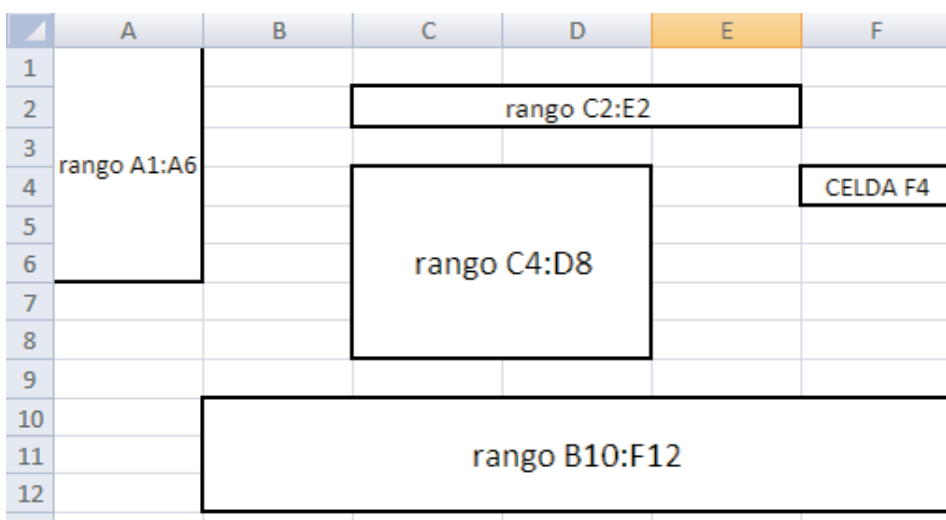 A B C D E F
1
2 rango C2:E2
3
rango A1:A6
4 CELDA F4
5
6 rango C4:D8
7
8
9
10
11 rango B10:F12
12